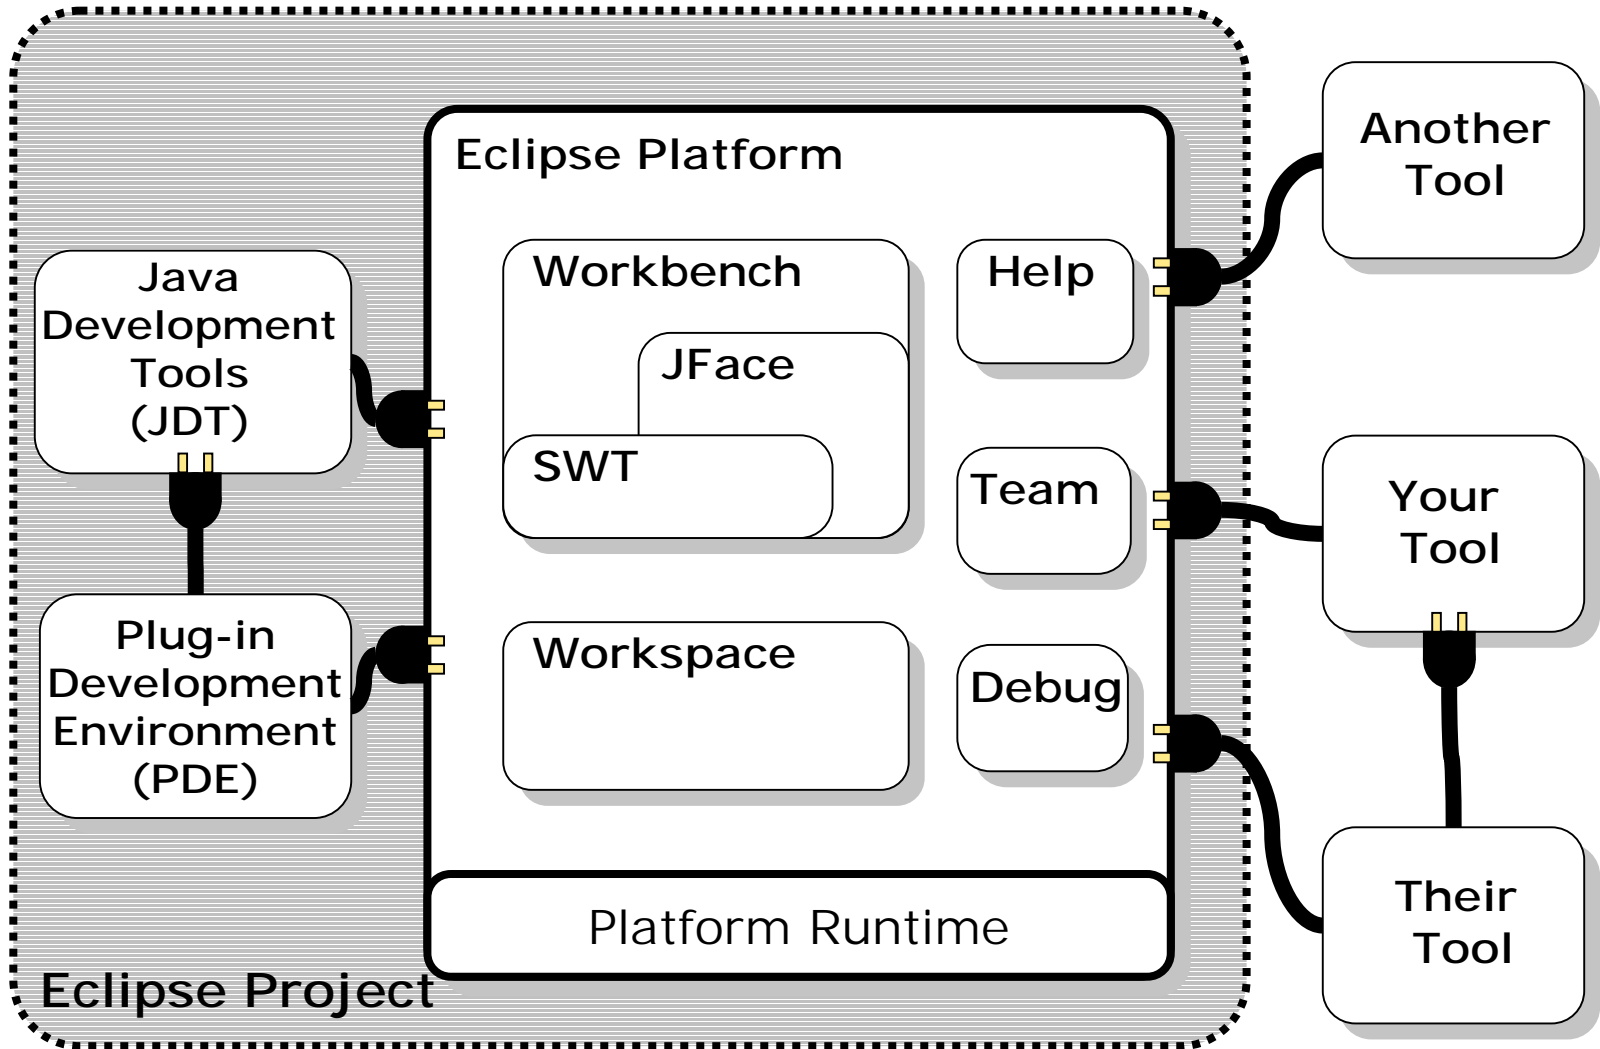 Eclipse Platform
Workbench
JFace
SWT
Workspace
Help
Team
Debug
Platform Runtime
Java
Development
Tools
(JDT)
Plug-in
Development
Environment
(PDE)
Eclipse Project
Another
Tool
Your
Tool
Their
Tool